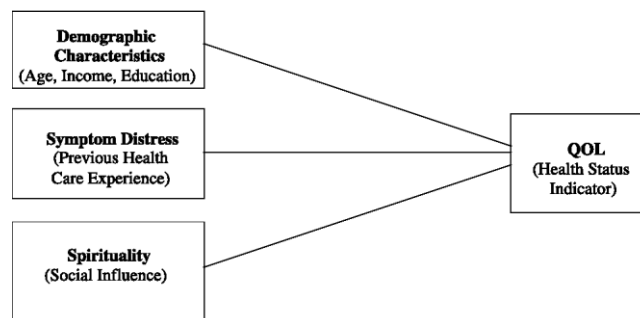 Demographic
Characteristics
(Age, Income, Education)
Symptom Distress
(Previous Health
Care Experience)
Spirituality
(Social Influence)
QOL
(Health Status
Indicator)